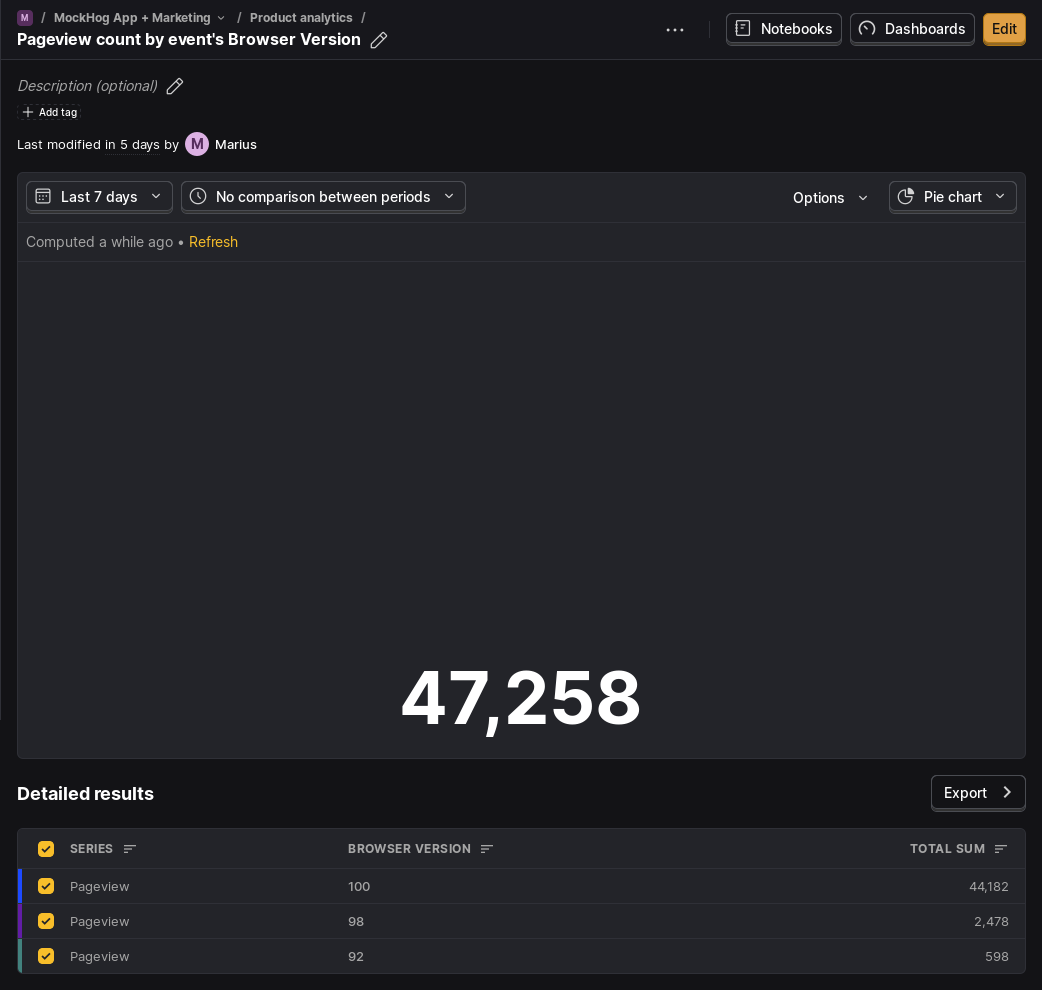 M / MockHog App + Marketing / Product analytics /
Pageview count by event's Browser Version
Notebooks
Dashboards
Edit
Description (optional)
Add tag
Last modified in 5 days by M Marius
Last 7 days
No comparison between periods
Options
Pie chart
Computed a while ago • Refresh
47,258
Detailed results
Export
SERIES BROWSER VERSION TOTAL SUM
Pageview 100 44,182
Pageview 98 2,478
Pageview 92 598